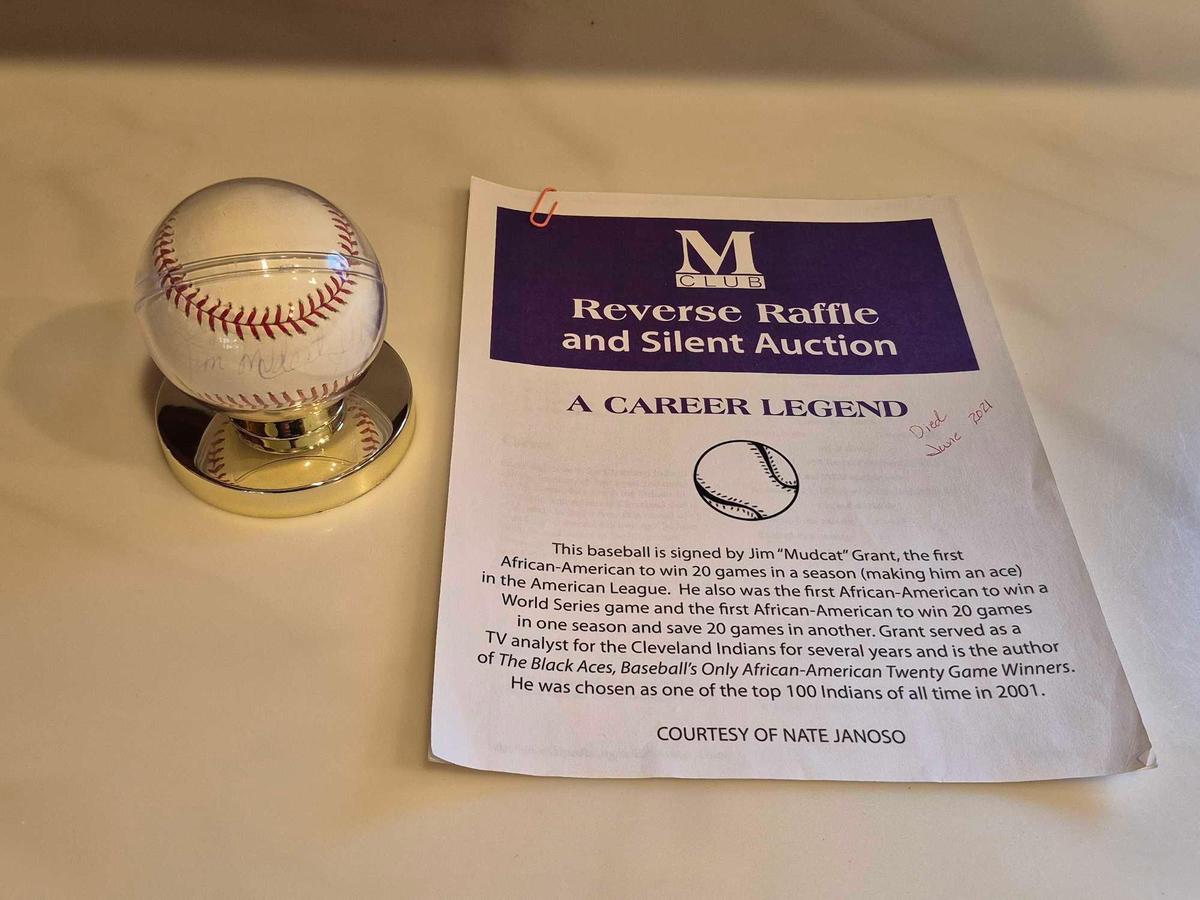 M
CLUB
Reverse Raffle
and Silent Auction
A CAREER LEGEND
Died
June 2021
This baseball is signed by Jim "Mudcat" Grant, the first
African-American to win 20 games in a season (making him an ace)
in the American League. He also was the first African-American to win a
World Series game and the first African-American to win 20 games
in one season and save 20 games in another. Grant served as a
TV analyst for the Cleveland Indians for several years and is the author
of The Black Aces, Baseball's Only African-American Twenty Game Winners.
He was chosen as one of the top 100 Indians of all time in 2001.
COURTESY OF NATE JANOSO